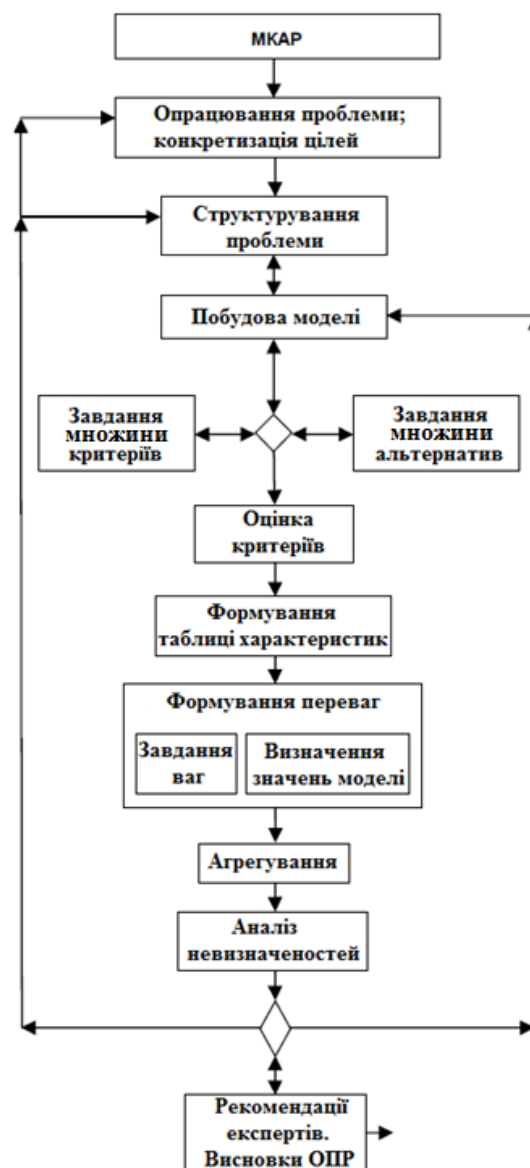 МКАР
Опрацювання проблеми;
конкретизація цілей
Структурування
проблеми
Побудова моделі
Завдання
множини
критеріїв
Завдання
множини
альтернатив
Оцінка
критеріїв
Формування
таблиці характеристик
Формування переваг
Завдання
ваг
Визначення
значень моделі
Агрегування
Аналіз
невизначеностей
Рекомендації
експертів.
Висновки ОПР